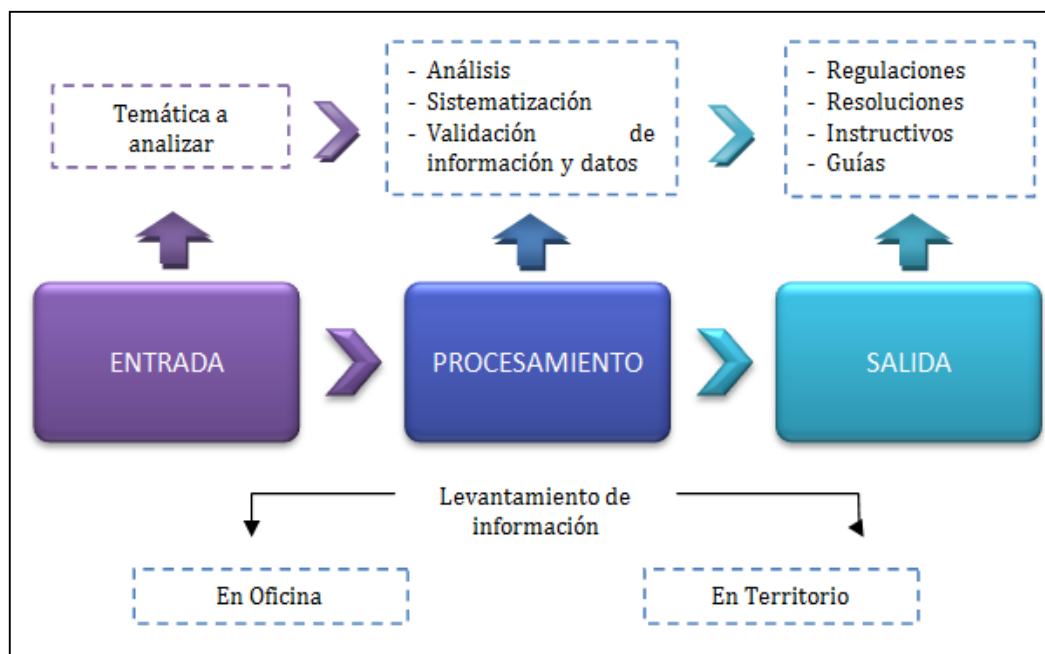 Temática a
analizar
- Análisis
- Sistematización
- Validación de
información y datos
- Regulaciones
- Resoluciones
- Instructivos
- Guías
ENTRADA
PROCESAMIENTO
SALIDA
Levantamiento de
información
En Oficina
En Territorio